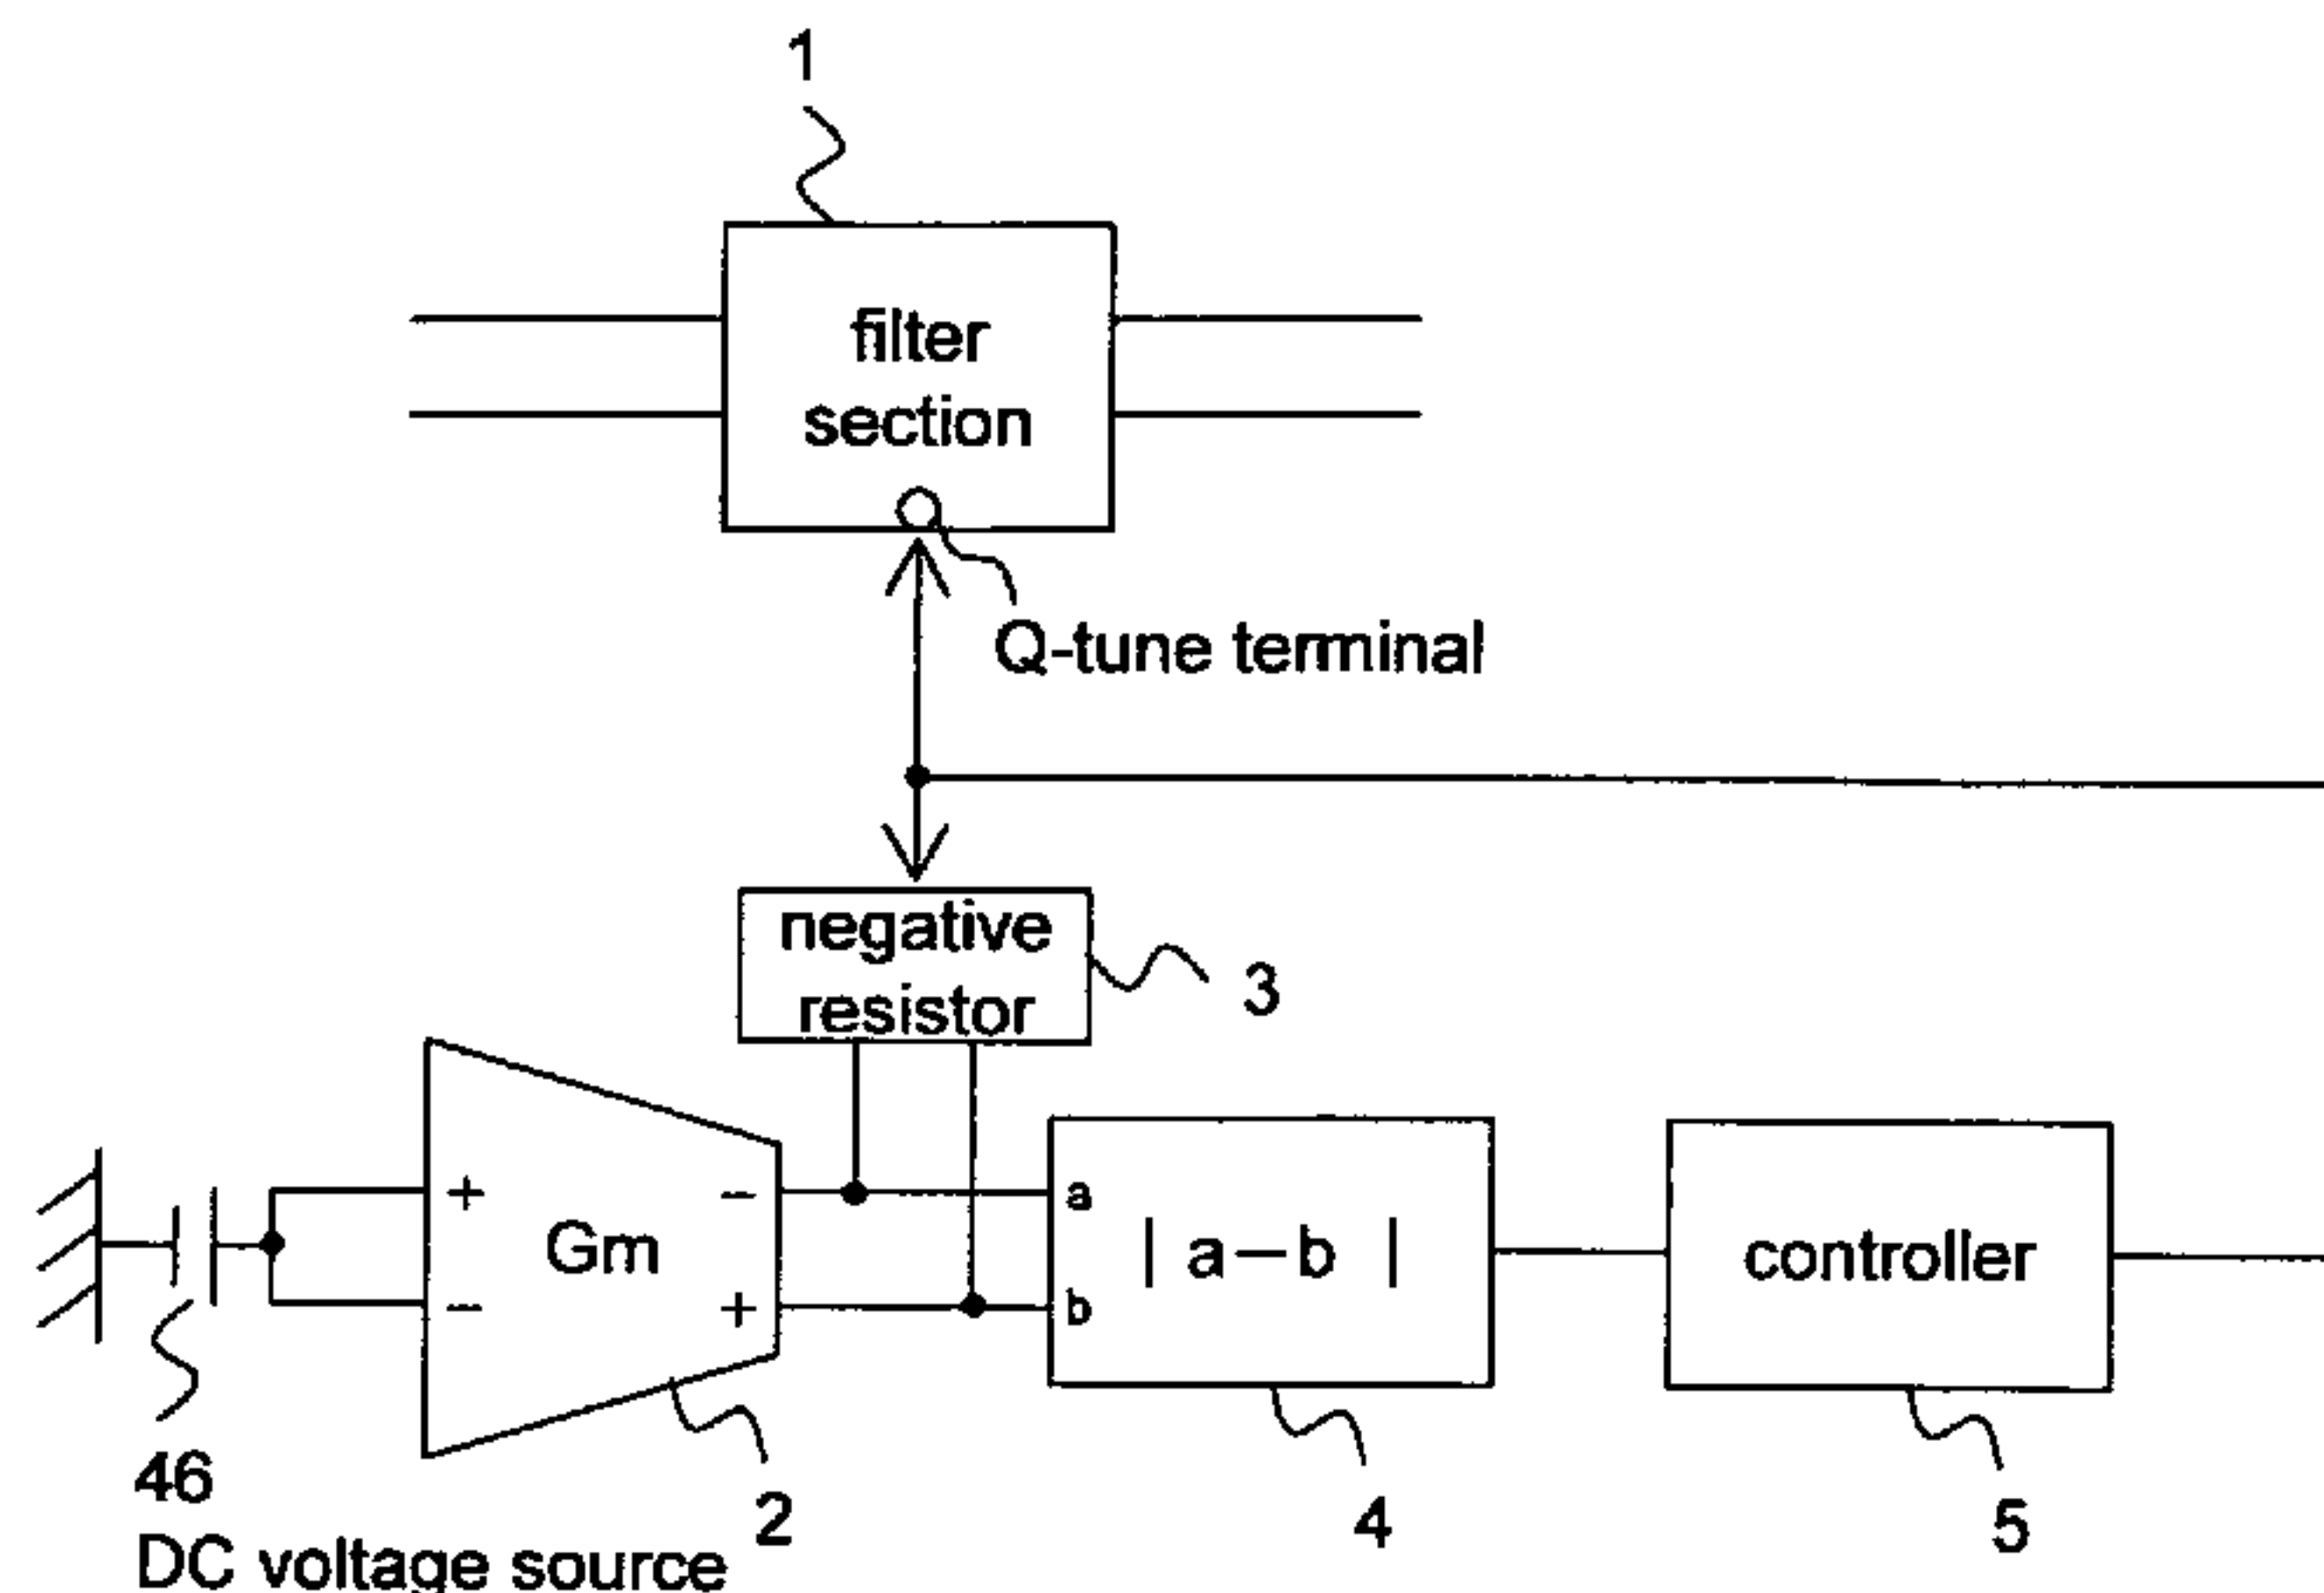 1
filter
section
Q-tune terminal
negative
resistor
3
+
−
Gm
−
+
a
b
| a−b |
controller
46
DC voltage source
2
4
5